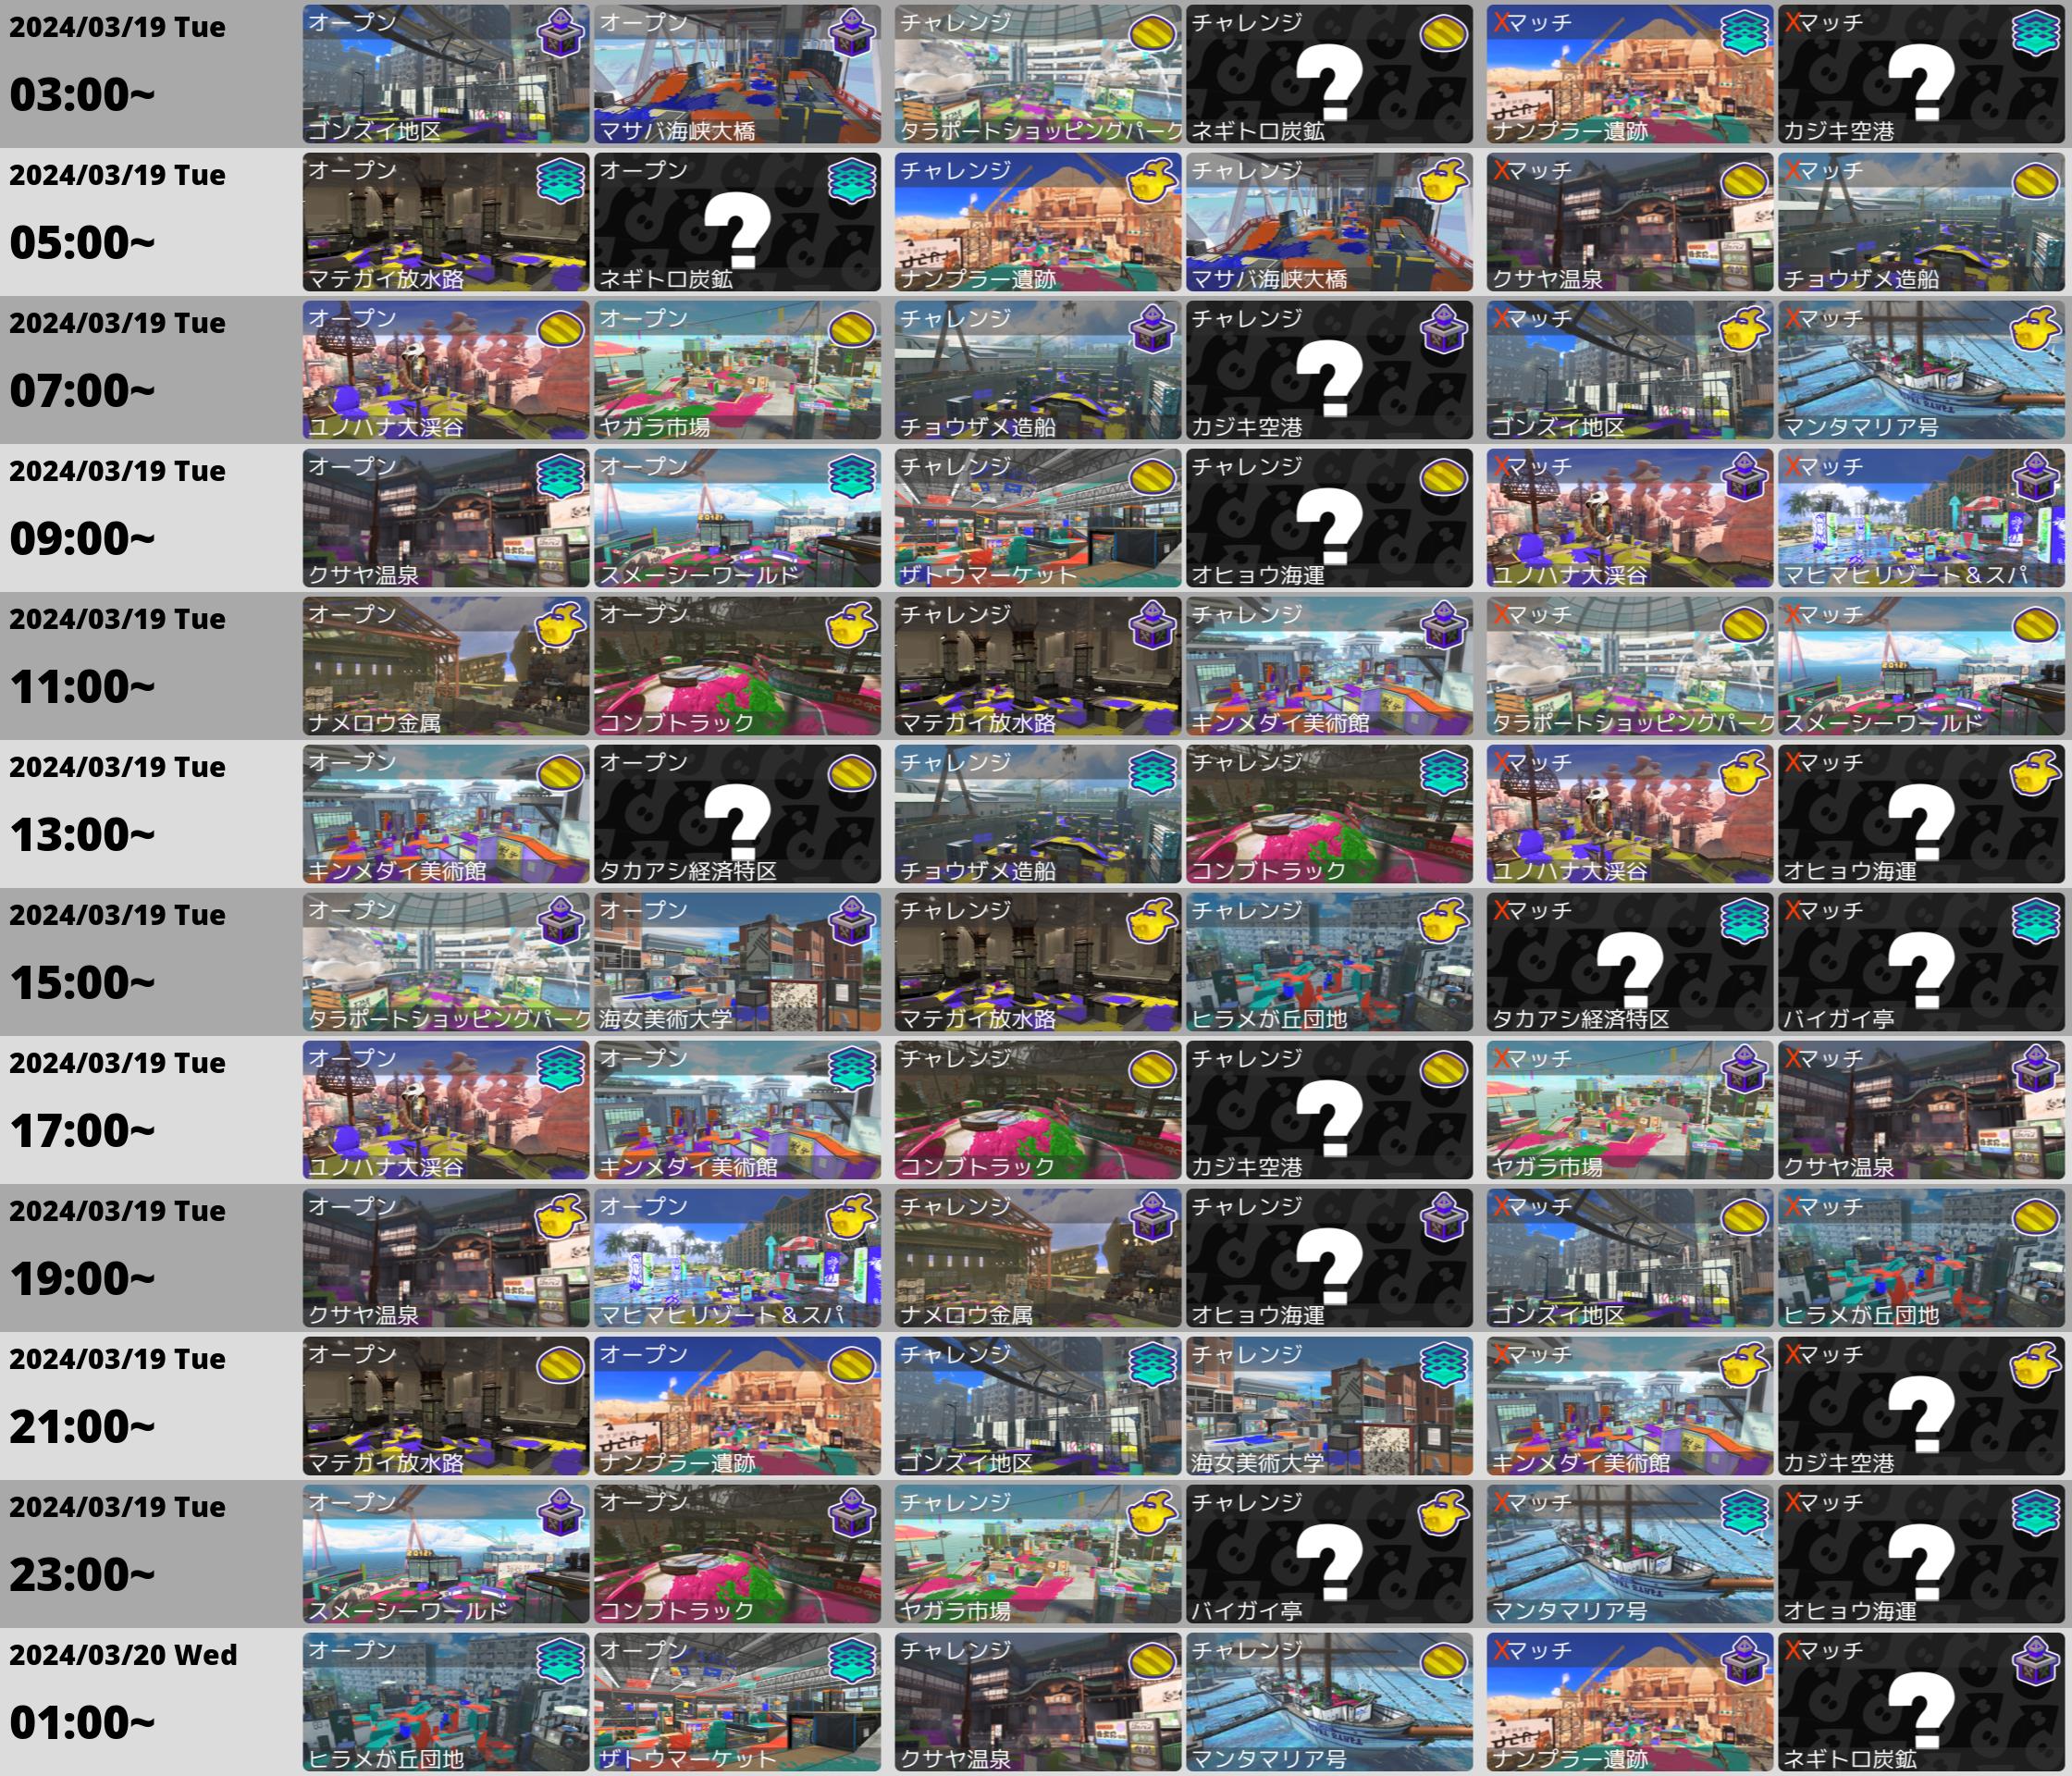 2024/03/19 Tue
03:00~
オープン
ゴンズイ地区
オープン
マサバ海峡大橋
チャレンジ
タラポートショッピングパーク
チャレンジ
?
ネギトロ炭鉱
Xマッチ
ナンプラー遺跡
Xマッチ
?
カジキ空港
2024/03/19 Tue
05:00~
オープン
マテガイ放水路
オープン
?
ネギトロ炭鉱
チャレンジ
ナンプラー遺跡
チャレンジ
マサバ海峡大橋
Xマッチ
クサヤ温泉
Xマッチ
チョウザメ造船
2024/03/19 Tue
07:00~
オープン
ユノハナ大渓谷
オープン
ヤガラ市場
チャレンジ
チョウザメ造船
チャレンジ
?
カジキ空港
Xマッチ
ゴンズイ地区
Xマッチ
マンタマリア号
2024/03/19 Tue
09:00~
オープン
クサヤ温泉
オープン
スメーシーワールド
チャレンジ
ザトウマーケット
チャレンジ
?
オヒョウ海運
Xマッチ
ユノハナ大渓谷
Xマッチ
マヒマヒリゾート＆スパ
2024/03/19 Tue
11:00~
オープン
ナメロウ金属
オープン
コンブトラック
チャレンジ
マテガイ放水路
チャレンジ
キンメダイ美術館
Xマッチ
タラポートショッピングパーク
Xマッチ
スメーシーワールド
2024/03/19 Tue
13:00~
オープン
キンメダイ美術館
オープン
?
タカアシ経済特区
チャレンジ
チョウザメ造船
チャレンジ
コンブトラック
Xマッチ
ユノハナ大渓谷
Xマッチ
?
オヒョウ海運
2024/03/19 Tue
15:00~
オープン
タラポートショッピングパーク
オープン
海女美術大学
チャレンジ
マテガイ放水路
チャレンジ
ヒラメが丘団地
Xマッチ
?
タカアシ経済特区
Xマッチ
?
バイガイ亭
2024/03/19 Tue
17:00~
オープン
ユノハナ大渓谷
オープン
キンメダイ美術館
チャレンジ
コンブトラック
チャレンジ
?
カジキ空港
Xマッチ
ヤガラ市場
Xマッチ
クサヤ温泉
2024/03/19 Tue
19:00~
オープン
クサヤ温泉
オープン
マヒマヒリゾート＆スパ
チャレンジ
ナメロウ金属
チャレンジ
?
オヒョウ海運
Xマッチ
ゴンズイ地区
Xマッチ
ヒラメが丘団地
2024/03/19 Tue
21:00~
オープン
マテガイ放水路
オープン
ナンプラー遺跡
チャレンジ
ゴンズイ地区
チャレンジ
海女美術大学
Xマッチ
キンメダイ美術館
Xマッチ
?
カジキ空港
2024/03/19 Tue
23:00~
オープン
スメーシーワールド
オープン
コンブトラック
チャレンジ
ヤガラ市場
チャレンジ
?
バイガイ亭
Xマッチ
マンタマリア号
Xマッチ
?
オヒョウ海運
2024/03/20 Wed
01:00~
オープン
ヒラメが丘団地
オープン
ザトウマーケット
チャレンジ
クサヤ温泉
チャレンジ
マンタマリア号
Xマッチ
ナンプラー遺跡
Xマッチ
?
ネギトロ炭鉱